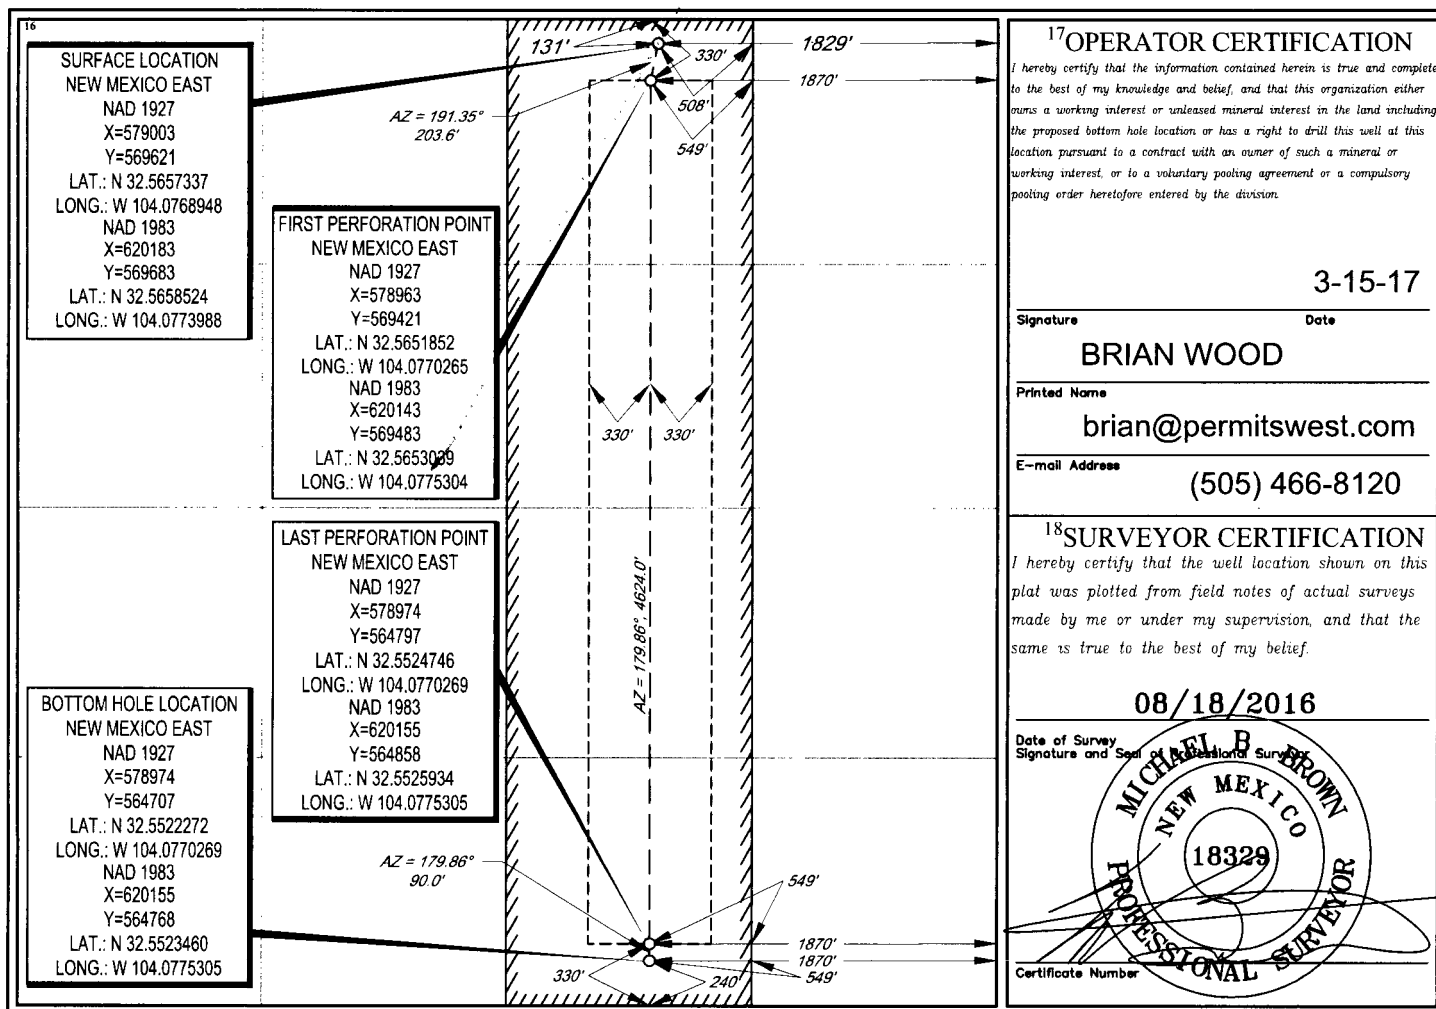 16
SURFACE LOCATION
NEW MEXICO EAST
NAD 1927
X=579003
Y=569621
LAT.: N 32.5657337
LONG.: W 104.0768948
NAD 1983
X=620183
Y=569683
LAT.: N 32.5658524
LONG.: W 104.0773988
FIRST PERFORATION POINT
NEW MEXICO EAST
NAD 1927
X=578963
Y=569421
LAT.: N 32.5651852
LONG.: W 104.0770265
NAD 1983
X=620143
Y=569483
LAT.: N 32.5653039
LONG.: W 104.0775304
LAST PERFORATION POINT
NEW MEXICO EAST
NAD 1927
X=578974
Y=564797
LAT.: N 32.5524746
LONG.: W 104.0770269
NAD 1983
X=620155
Y=564858
LAT.: N 32.5525934
LONG.: W 104.0775305
BOTTOM HOLE LOCATION
NEW MEXICO EAST
NAD 1927
X=578974
Y=564707
LAT.: N 32.5522272
LONG.: W 104.0770269
NAD 1983
X=620155
Y=564768
LAT.: N 32.5523460
LONG.: W 104.0775305
131'
330'
1829'
1870'
508'
549'
AZ = 191.35°
203.6'
330'
330'
AZ = 179.86°, 4624.0'
AZ = 179.86°
90.0'
549'
1870'
1870'
549'
330'
240'
17 OPERATOR CERTIFICATION
I hereby certify that the information contained herein is true and complete
to the best of my knowledge and belief, and that this organization either
owns a working interest or unleased mineral interest in the land including
the proposed bottom hole location or has a right to drill this well at this
location pursuant to a contract with an owner of such a mineral or
working interest, or to a voluntary pooling agreement or a compulsory
pooling order heretofore entered by the division
3-15-17
Signature Date
BRIAN WOOD
Printed Name
brian@permitswest.com
E-mail Address
(505) 466-8120
18 SURVEYOR CERTIFICATION
I hereby certify that the well location shown on this
plat was plotted from field notes of actual surveys
made by me or under my supervision, and that the
same is true to the best of my belief.
08/18/2016
Date of Survey
Signature and Seal of Professional Surveyor
MICHAEL B. BROWN
NEW MEXICO
18329
PROFESSIONAL SURVEYOR
Certificate Number